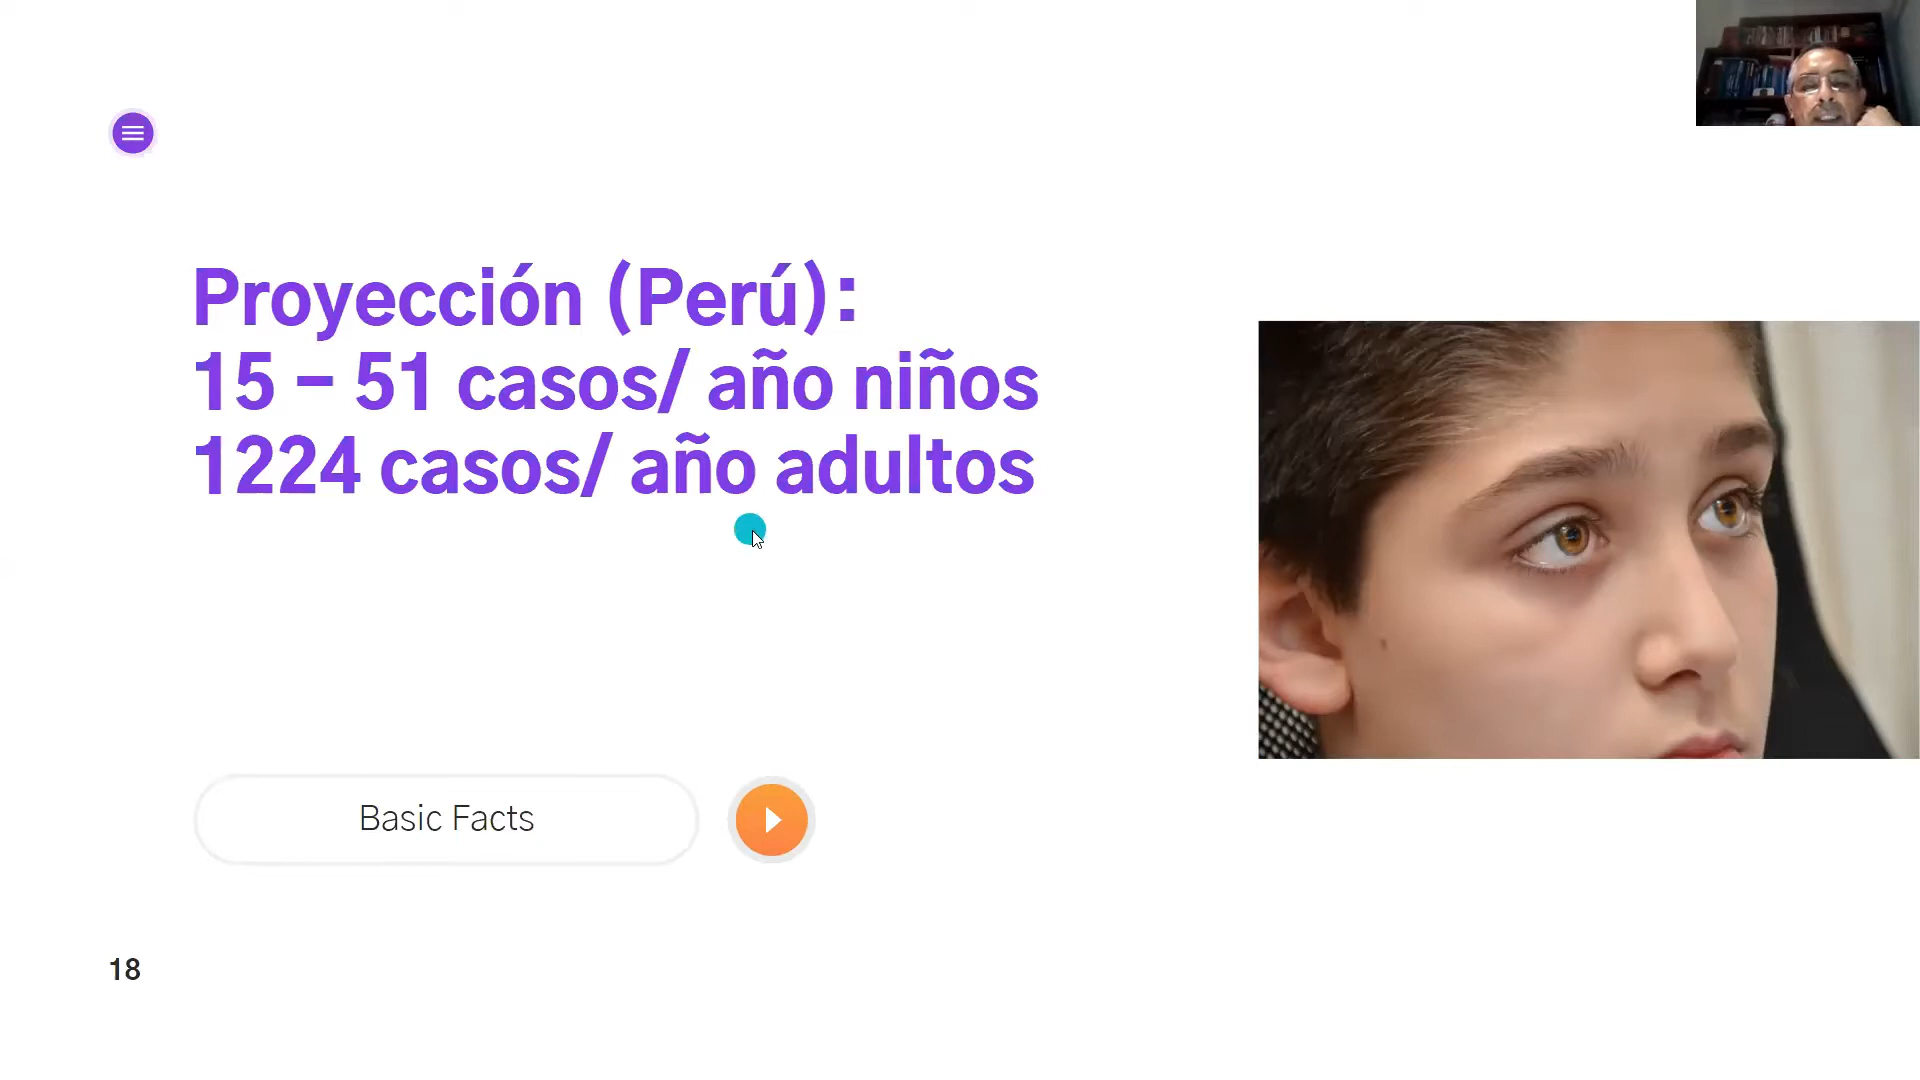 Proyección (Perú):
15 – 51 casos/ año niños
1224 casos/ año adultos
Basic Facts
18